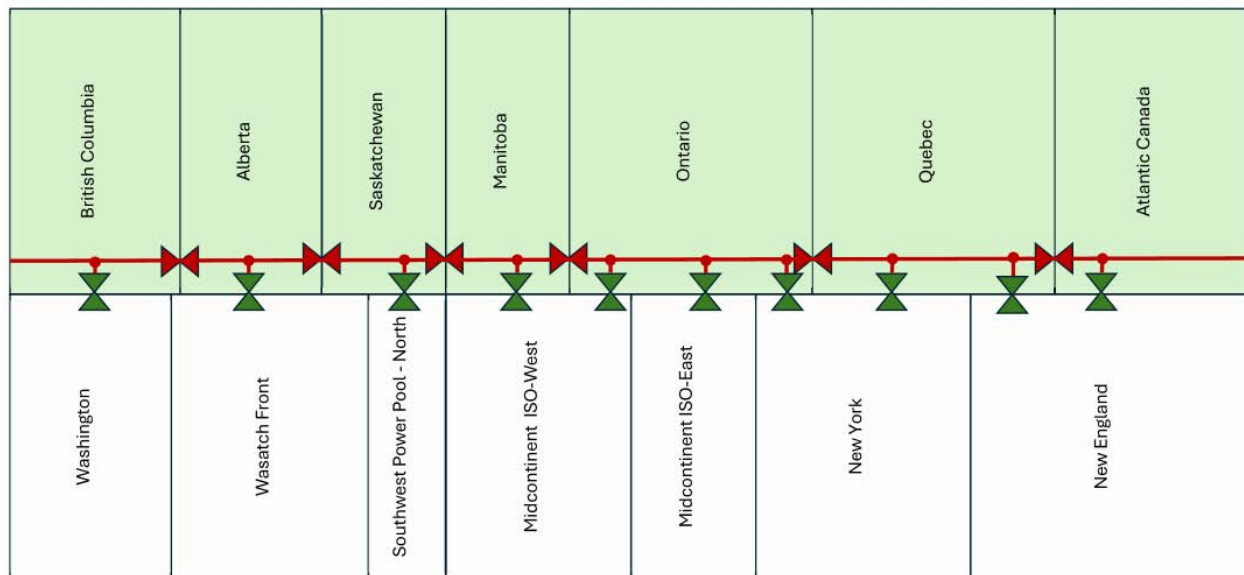 British Columbia
Alberta
Saskatchewan
Manitoba
Ontario
Quebec
Atlantic Canada
Washington
Wasatch Front
Southwest Power Pool - North
Midcontinent ISO-West
Midcontinent ISO-East
New York
New England